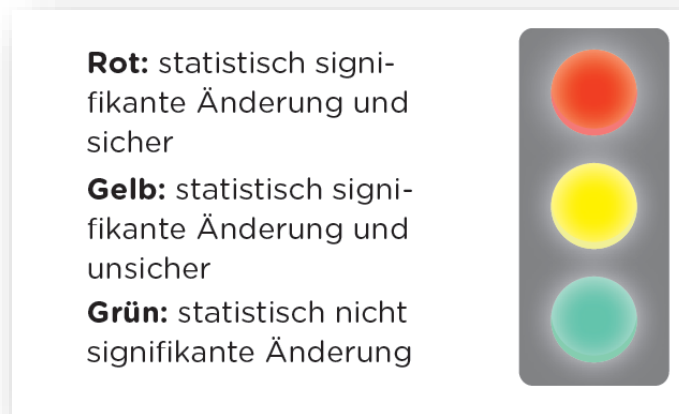 Rot: statistisch signi-
fikante Änderung und
sicher
Gelb: statistisch signi-
fikante Änderung und
unsicher
Grün: statistisch nicht
signifikante Änderung